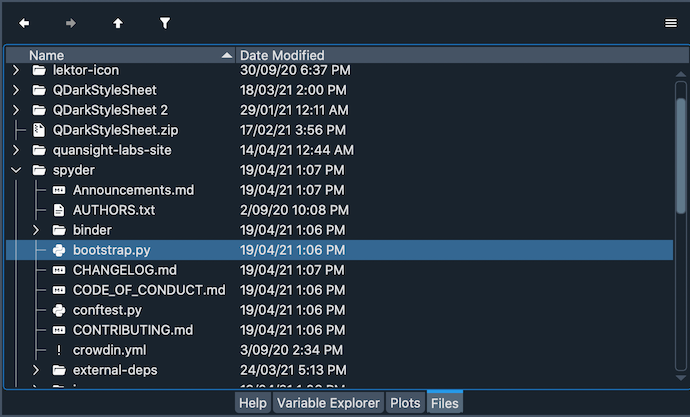 Name Date Modified
lektor-icon 30/09/20 6:37 PM
QDarkStyleSheet 18/03/21 2:00 PM
QDarkStyleSheet 2 29/01/21 12:11 AM
QDarkStyleSheet.zip 17/02/21 3:56 PM
quansight-labs-site 14/04/21 12:44 AM
spyder 19/04/21 1:07 PM
Announcements.md 19/04/21 1:07 PM
AUTHORS.txt 2/09/20 10:08 PM
binder 19/04/21 1:06 PM
bootstrap.py 19/04/21 1:06 PM
CHANGELOG.md 19/04/21 1:07 PM
CODE_OF_CONDUCT.md 19/04/21 1:06 PM
conftest.py 19/04/21 1:06 PM
CONTRIBUTING.md 19/04/21 1:06 PM
crowdin.yml 3/09/20 2:34 PM
external-deps 24/03/21 5:13 PM
Help Variable Explorer Plots Files